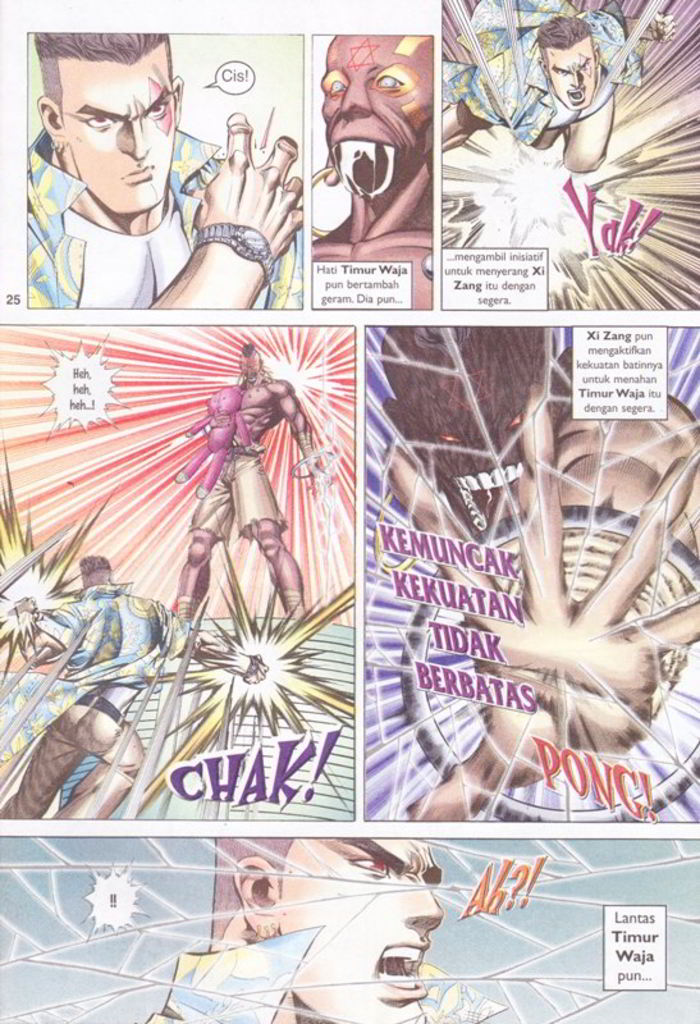 Cis!
Hati Timur Waja
pun bertambah
geram. Dia pun...
Yak!
...mengambil inisiatif
untuk menyerang Xi
Zang itu dengan
segera.
25
Heh,
heh,
heh...!
CHAK!
Xi Zang pun
mengaktifkan
kekuatan batinnya
untuk menahan
Timur Waja itu
dengan segera.
KEMUNCAK
KEKUATAN
TIDAK
BERBATAS
PONG!
!!
Ah?!
Lantas
Timur
Waja
pun...